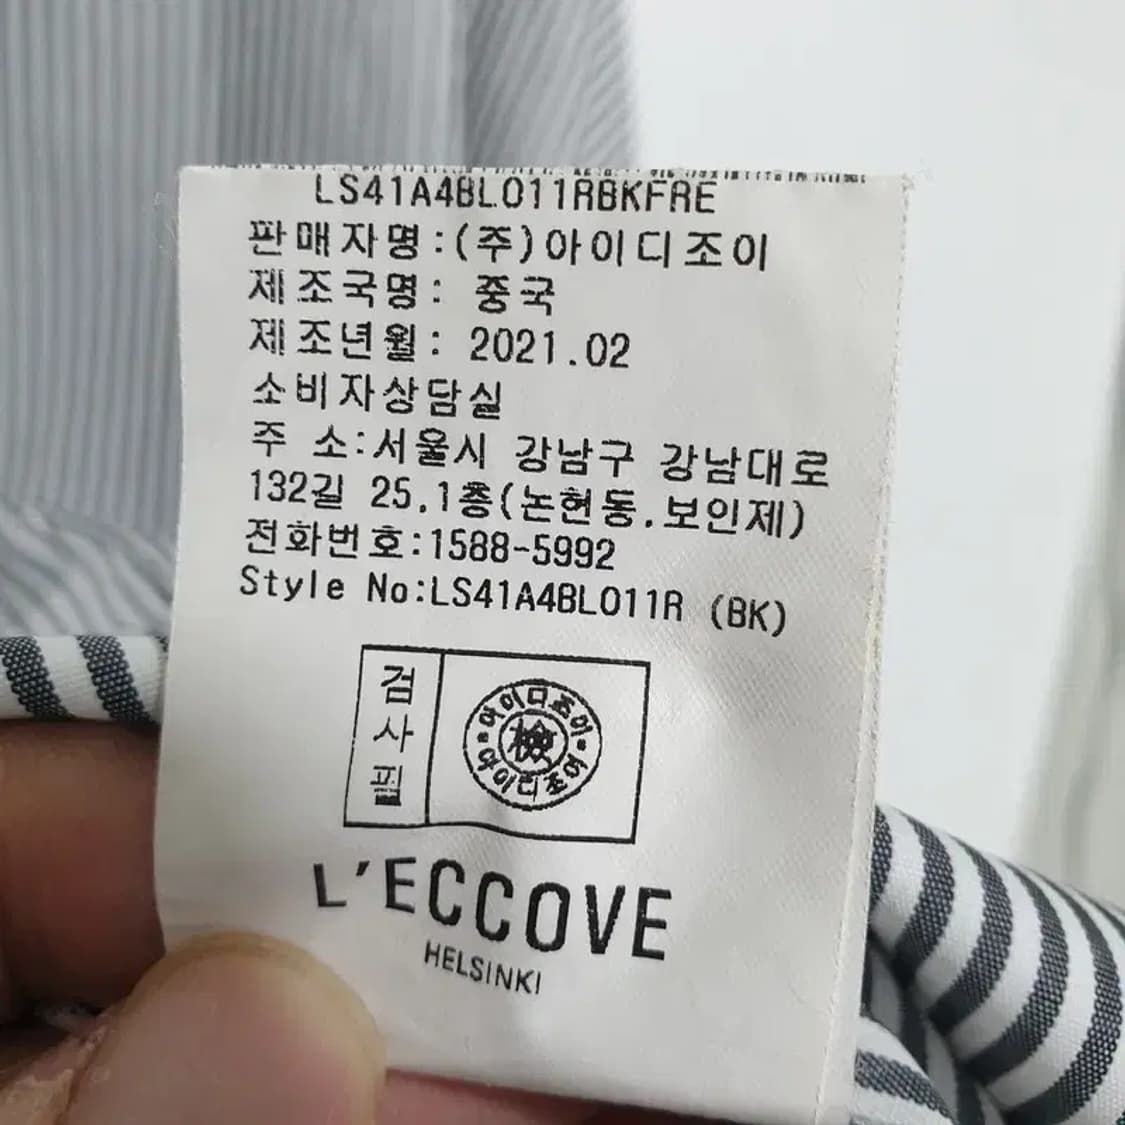 LS41A4BL011RBKFRE
판매자명:(주)아이디조이
제조국명: 중국
제조년월: 2021.02
소비자상담실
주 소:서울시 강남구 강남대로
132길 25,1층(논현동,보인제)
전화번호:1588-5992
Style No:LS41A4BL011R (BK)
검사필
아이디조이
檢
아이디조이
L'ECCOVE
HELSINKI